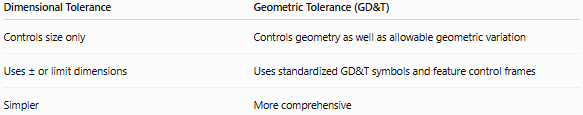 Dimensional Tolerance Geometric Tolerance (GD&T)
Controls size only Controls geometry as well as allowable geometric variation
Uses ± or limit dimensions Uses standardized GD&T symbols and feature control frames
Simpler More comprehensive